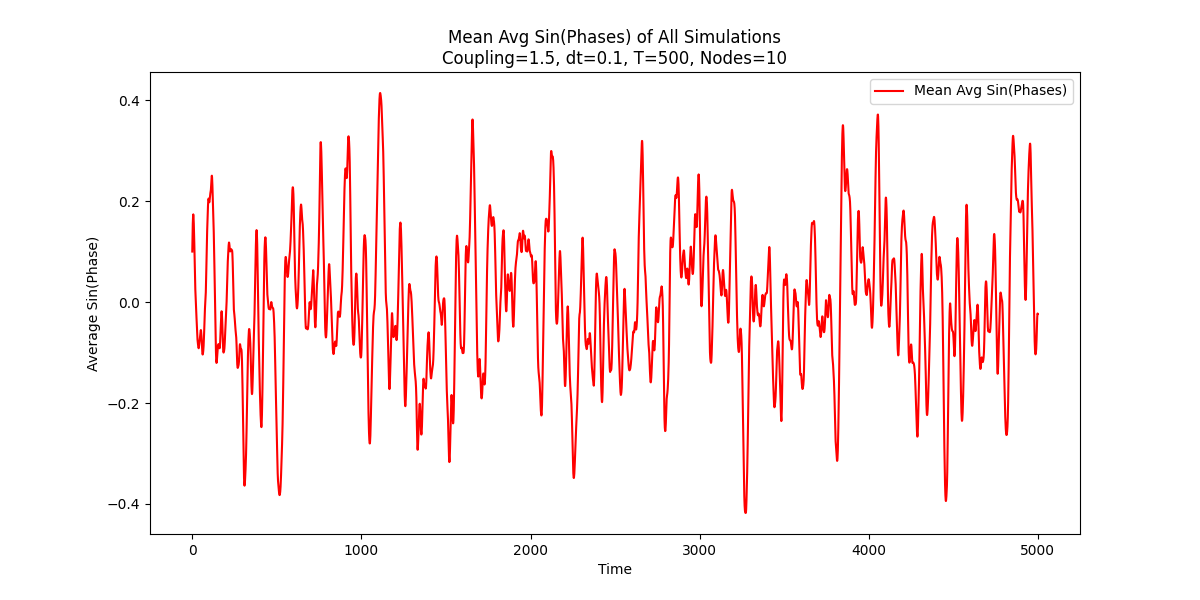 Mean Avg Sin(Phases) of All Simulations
Coupling=1.5, dt=0.1, T=500, Nodes=10
Mean Avg Sin(Phases)
Average Sin(Phase)
0.4
0.2
0.0
−0.2
−0.4
0 1000 2000 3000 4000 5000
Time